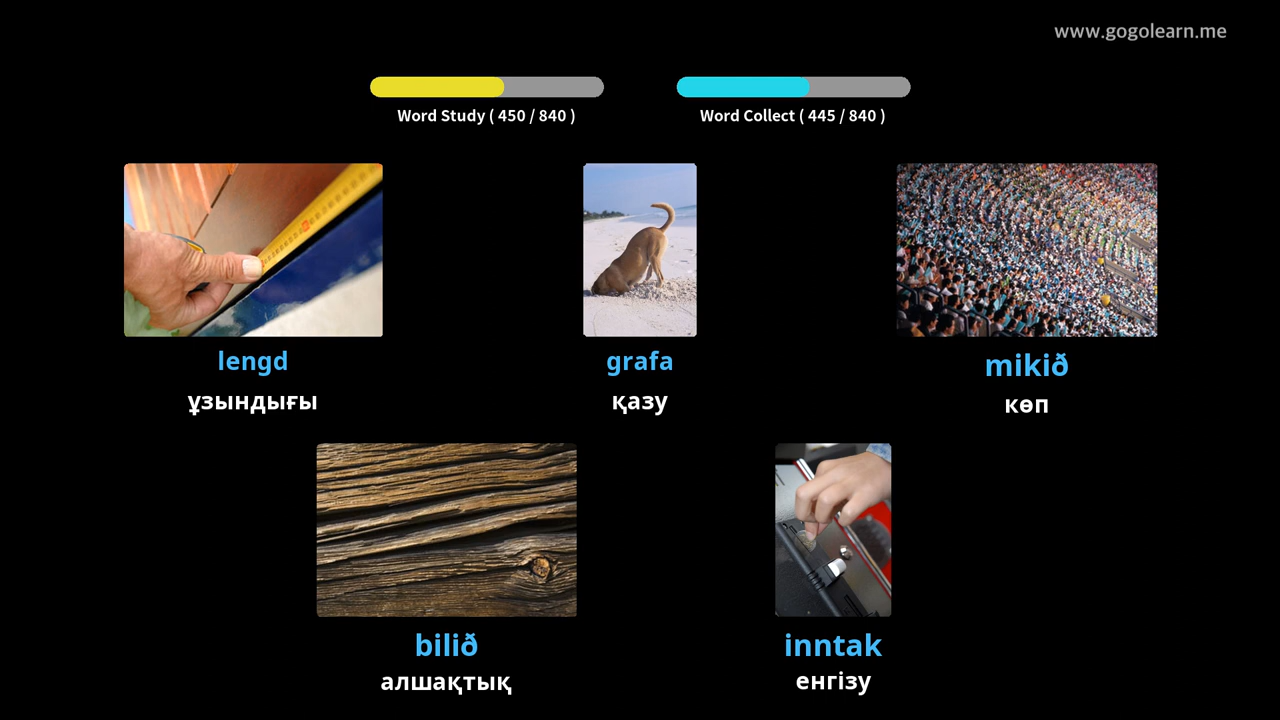 www.gogolearn.me
Word Study ( 450 / 840 )
Word Collect ( 445 / 840 )
lengd
ұзындығы
grafa
қазу
mikið
көп
bilið
алшақтық
inntak
енгізу